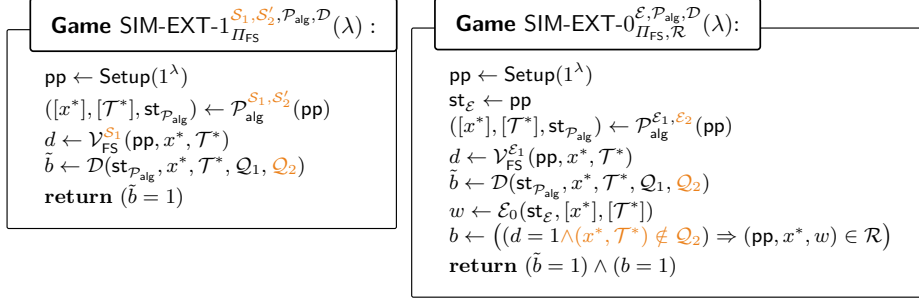 Game SIM-EXT-1^{S_1,S'_2,P_alg,D}_{Π_FS}(λ) :
pp ← Setup(1^λ)
([x*], [T*], st_{P_alg}) ← P_alg^{S_1,S'_2}(pp)
d ← V_FS^{S_1}(pp, x*, T*)
b̃ ← D(st_{P_alg}, x*, T*, Q_1, Q_2)
return (b̃ = 1)
Game SIM-EXT-0^{E,P_alg,D}_{Π_FS,R}(λ):
pp ← Setup(1^λ)
st_E ← pp
([x*], [T*], st_{P_alg}) ← P_alg^{E_1,E_2}(pp)
d ← V_FS^{E_1}(pp, x*, T*)
b̃ ← D(st_{P_alg}, x*, T*, Q_1, Q_2)
w ← E_0(st_E, [x*], [T*])
b ← ((d = 1∧(x*, T*) ∉ Q_2) ⇒ (pp, x*, w) ∈ R)
return (b̃ = 1) ∧ (b = 1)